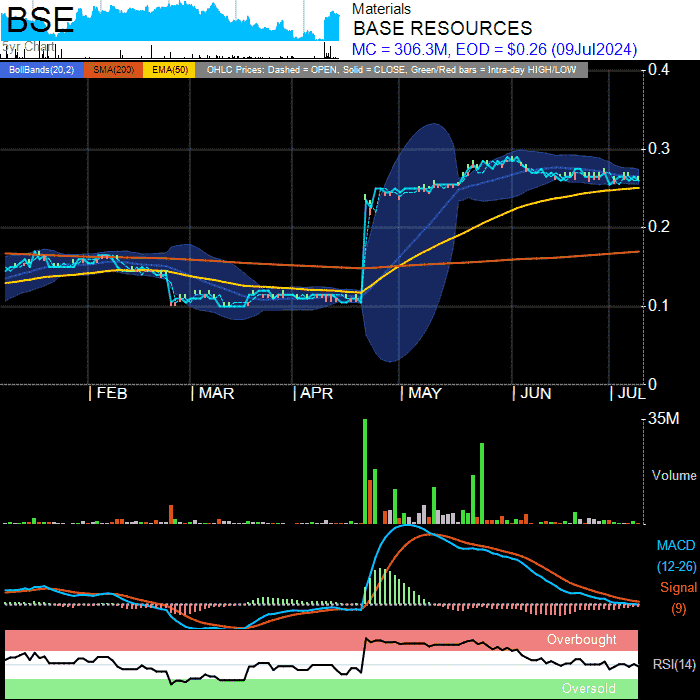 BSE
5yr Chart
Materials
BASE RESOURCES
MC = 306.3M, EOD = $0.26 (09Jul2024)
BollBands(20,2) SMA(200) EMA(50) OHLC Prices: Dashed = OPEN, Solid = CLOSE, Green/Red bars = Intra-day HIGH/LOW
0.4
0.3
0.2
0.1
0
| FEB | MAR | APR | MAY | JUN | JUL
35M
Volume
MACD
(12-26)
Signal
(9)
Overbought
RSI(14)
Oversold